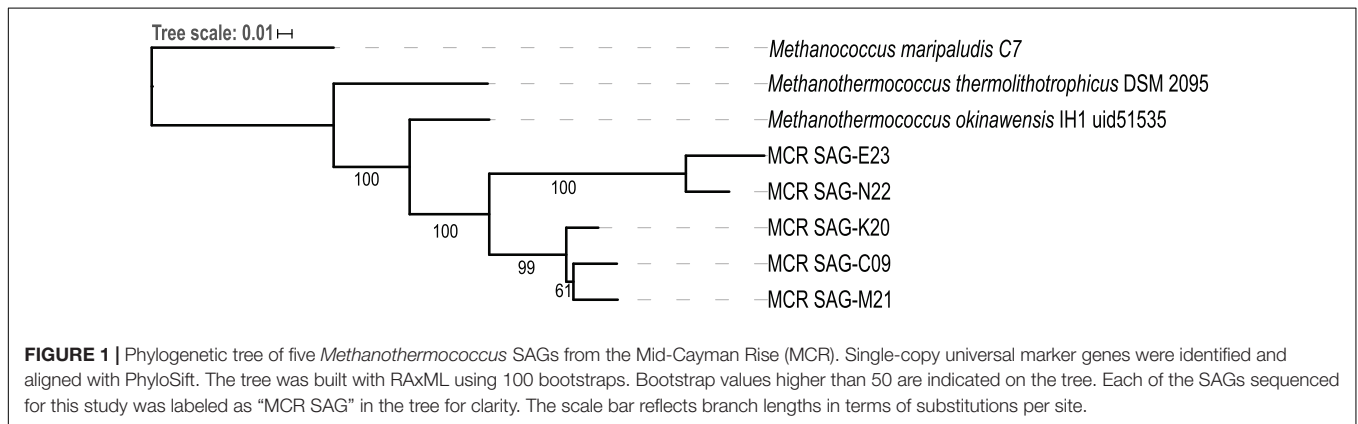 Tree scale: 0.01
Methanococcus maripaludis C7
Methanothermococcus thermolithotrophicus DSM 2095
Methanothermococcus okinawensis IH1 uid51535
MCR SAG-E23
100
100
MCR SAG-N22
MCR SAG-K20
100
MCR SAG-C09
99
61
MCR SAG-M21
FIGURE 1 | Phylogenetic tree of five Methanothermococcus SAGs from the Mid-Cayman Rise (MCR). Single-copy universal marker genes were identified and
aligned with PhyloSift. The tree was built with RAxML using 100 bootstraps. Bootstrap values higher than 50 are indicated on the tree. Each of the SAGs sequenced
for this study was labeled as “MCR SAG” in the tree for clarity. The scale bar reflects branch lengths in terms of substitutions per site.